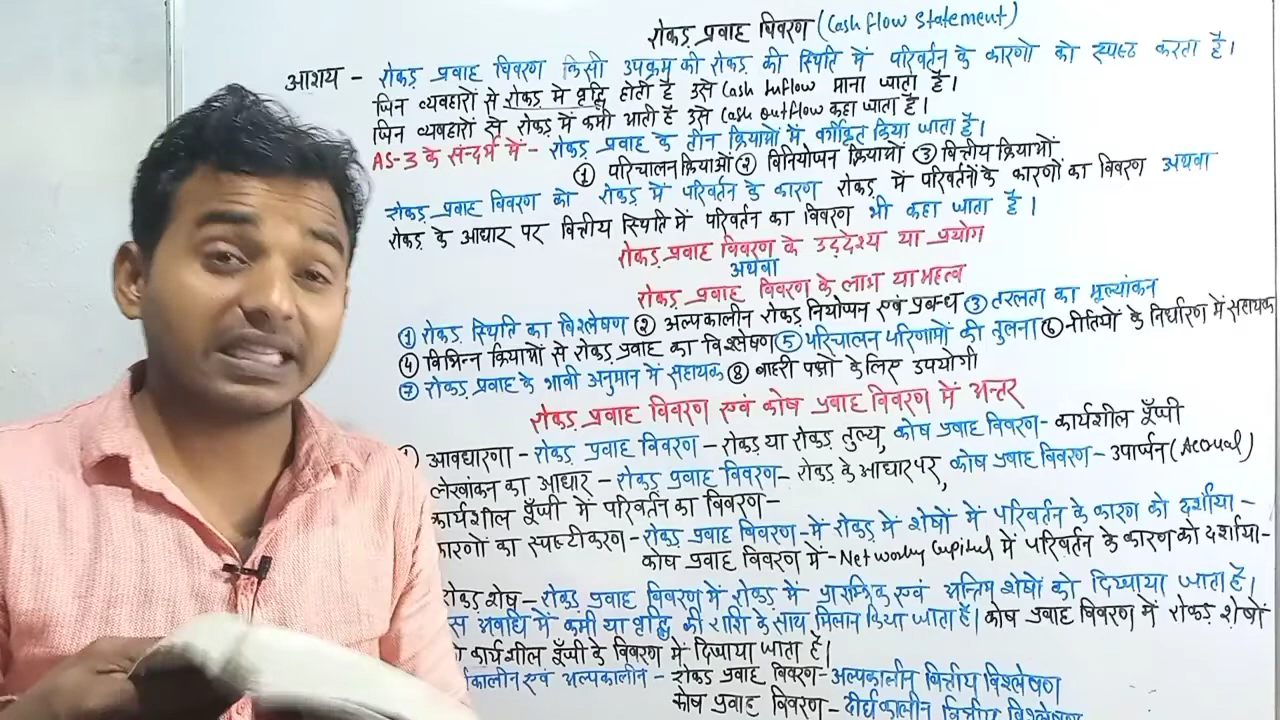 रोकड़ प्रवाह विवरण (Cash flow Statement)
आशय - रोकड़ प्रवाह विवरण किसी उपक्रम की रोकड़ की स्थिति में परिवर्तन के कारणो को स्पष्ट करता है।
जिन व्यवहारों से रोकड़ में वृद्धि होती है उसे Cash Inflow माना जाता है।
जिन व्यवहारों से रोकड़ में कमी आती है उसे Cash outflow कहा जाता है।
AS-3 के संदर्भ में - रोकड़ प्रवाह के तीन क्रियाओं में वर्गीकृत किया जाता है।
① परिचालन क्रियाओं ② विनियोजन क्रियाओं ③ वित्तीय क्रियाओं
रोकड़ प्रवाह विवरण को रोकड़ में परिवर्तन के कारण रोकड़ में परिवर्तनों के कारणों का विवरण अथवा
रोकड़ के आधार पर वित्तीय स्थिति में परिवर्तन का विवरण भी कहा जाता है।
रोकड़ प्रवाह विवरण के उद्देश्य या प्रयोग
अथवा
रोकड़ प्रवाह विवरण के लाभ या महत्व
① रोकड़ स्थिति का विश्लेषण ② अल्पकालीन रोकड़ नियोजन एवं प्रबन्ध ③ तरलता का मूल्यांकन
④ विभिन्न क्रियाओं से रोकड़ प्रवाह का विश्लेषण ⑤ परिचालन परिणामों की तुलना ⑥ नीतियों के निर्धारण में सहायक
⑦ रोकड़ प्रवाह के भावी अनुमान में सहायक ⑧ बाहरी पक्षों के लिए उपयोगी
रोकड़ प्रवाह विवरण एवं कोष प्रवाह विवरण में अन्तर
अवधारणा - रोकड़ प्रवाह विवरण - रोकड़ या रोकड़ तुल्य, कोष प्रवाह विवरण - कार्यशील पूँजी
लेखांकन का आधार - रोकड़ प्रवाह विवरण - रोकड़ के आधार पर, कोष प्रवाह विवरण - उपार्जन (Accrual)
कार्यशील पूँजी में परिवर्तन का विवरण -
कारणों का स्पष्टीकरण - रोकड़ प्रवाह विवरण - में रोकड़ में शेषों में परिवर्तन के कारण को दर्शाया -
कोष प्रवाह विवरण में - Net में परिवर्तन के कारण को दर्शाया -
रोकड़ शेष - रोकड़ प्रवाह विवरण में रोकड़ में प्रारम्भिक एवं अन्तिम शेषों को दिखाया जाता है।
अवधि में कमी या वृद्धि की राशि के साथ मिलान किया जाता है। कोष प्रवाह विवरण में रोकड़ शेषों
कार्यशील पूँजी के विवरण में दिखाया जाता है।
एवं अल्पकालीन - रोकड़ प्रवाह विवरण - अल्पकालीन वित्तीय विश्लेषण
कोष प्रवाह विवरण - दीर्घकालीन वित्तीय विश्लेषण